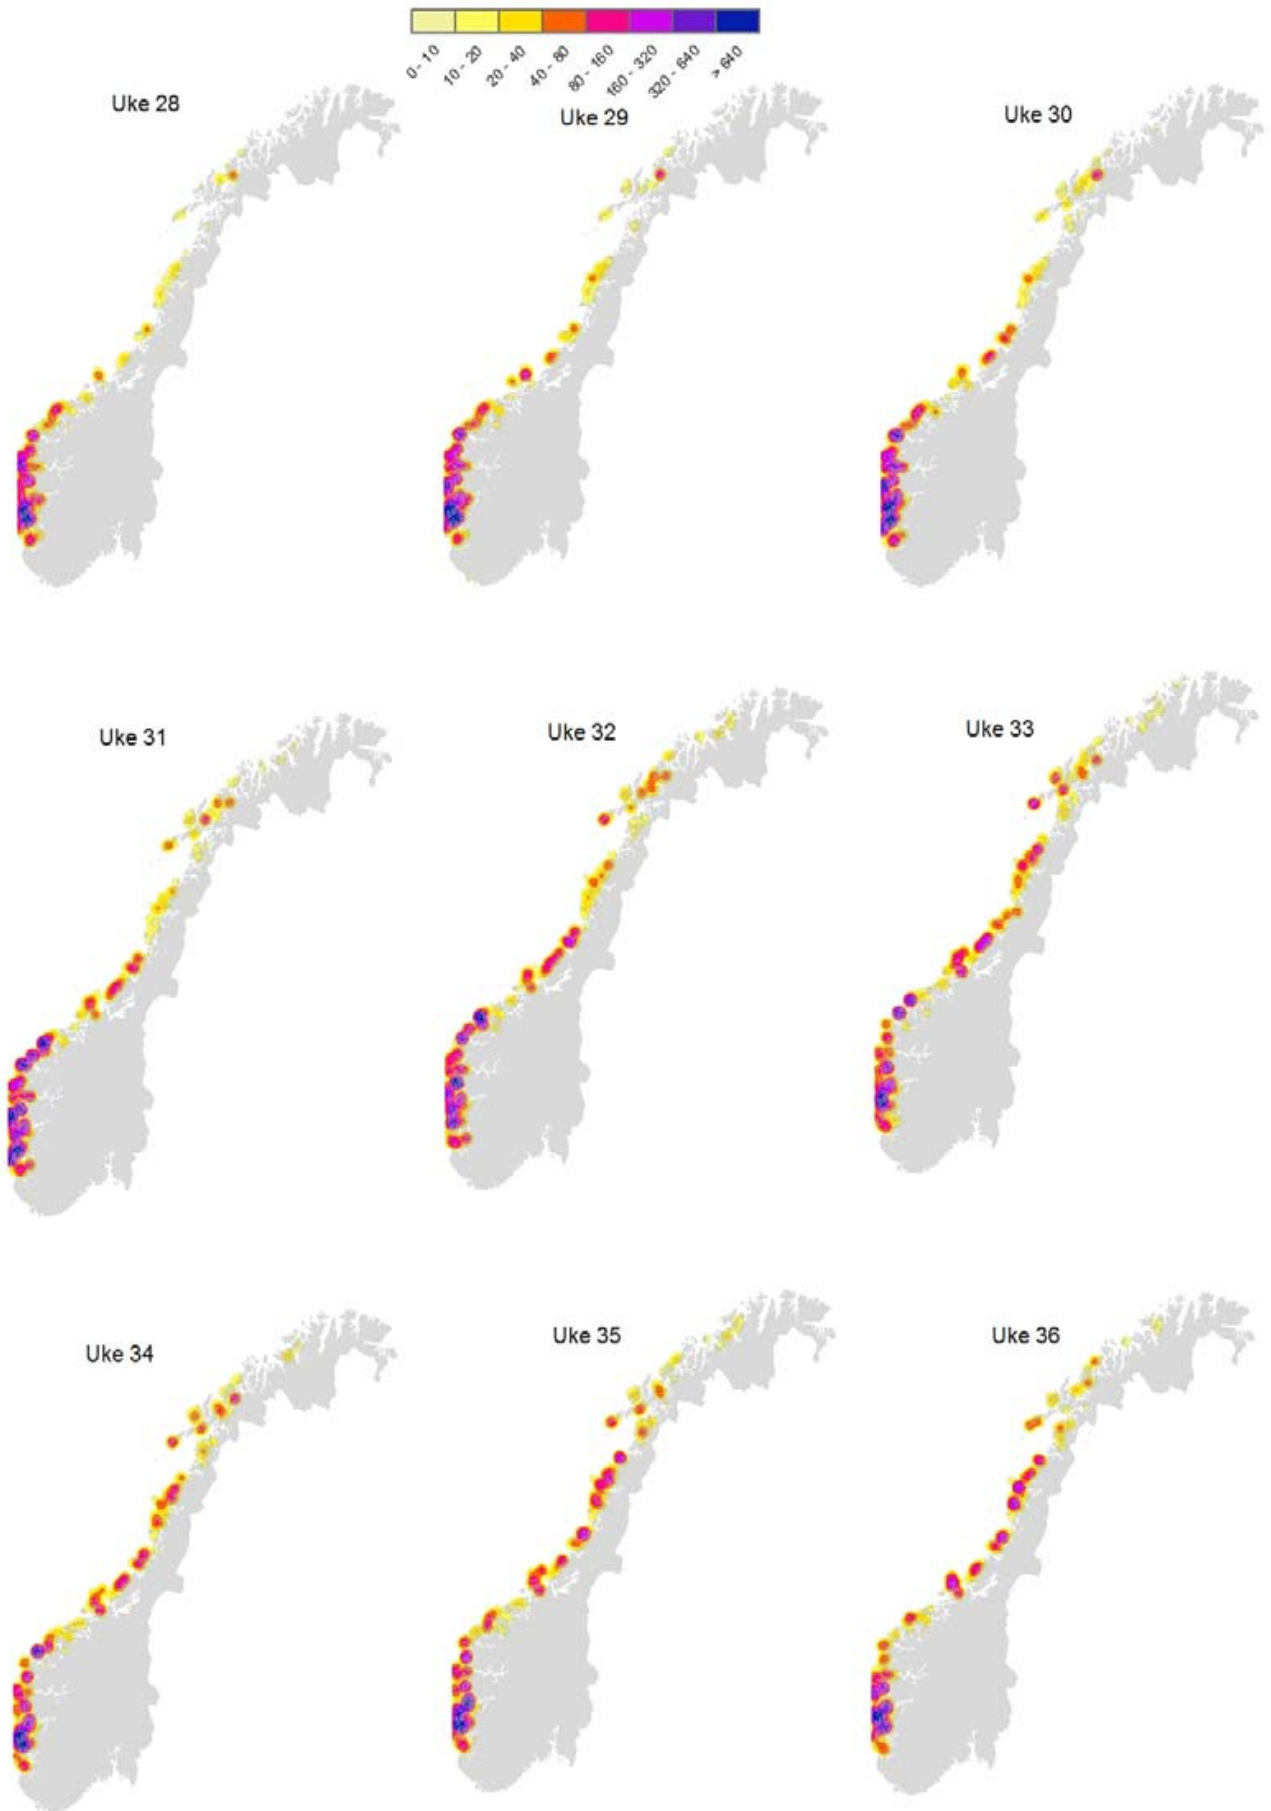 0 - 10
10 - 20
20 - 40
40 - 80
80 - 160
160 - 320
320 - 640
> 640
Uke 28
Uke 29
Uke 30
Uke 31
Uke 32
Uke 33
Uke 34
Uke 35
Uke 36